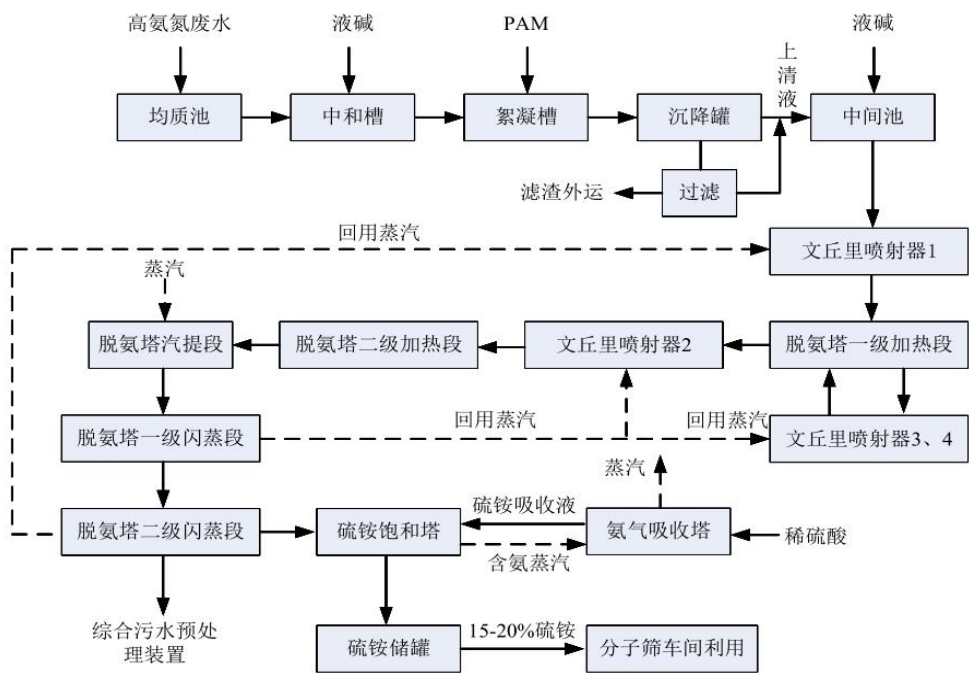 高氨氮废水
液碱
PAM
液碱
上清液
均质池
中和槽
絮凝槽
沉降罐
中间池
过滤
滤渣外运
回用蒸汽
文丘里喷射器1
蒸汽
脱氨塔汽提段
脱氨塔二级加热段
文丘里喷射器2
脱氨塔一级加热段
脱氨塔一级闪蒸段
回用蒸汽
回用蒸汽
文丘里喷射器3、4
蒸汽
脱氨塔二级闪蒸段
硫铵饱和塔
硫铵吸收液
含氨蒸汽
氨气吸收塔
稀硫酸
综合污水预处
理装置
硫铵储罐
15-20%硫铵
分子筛车间利用